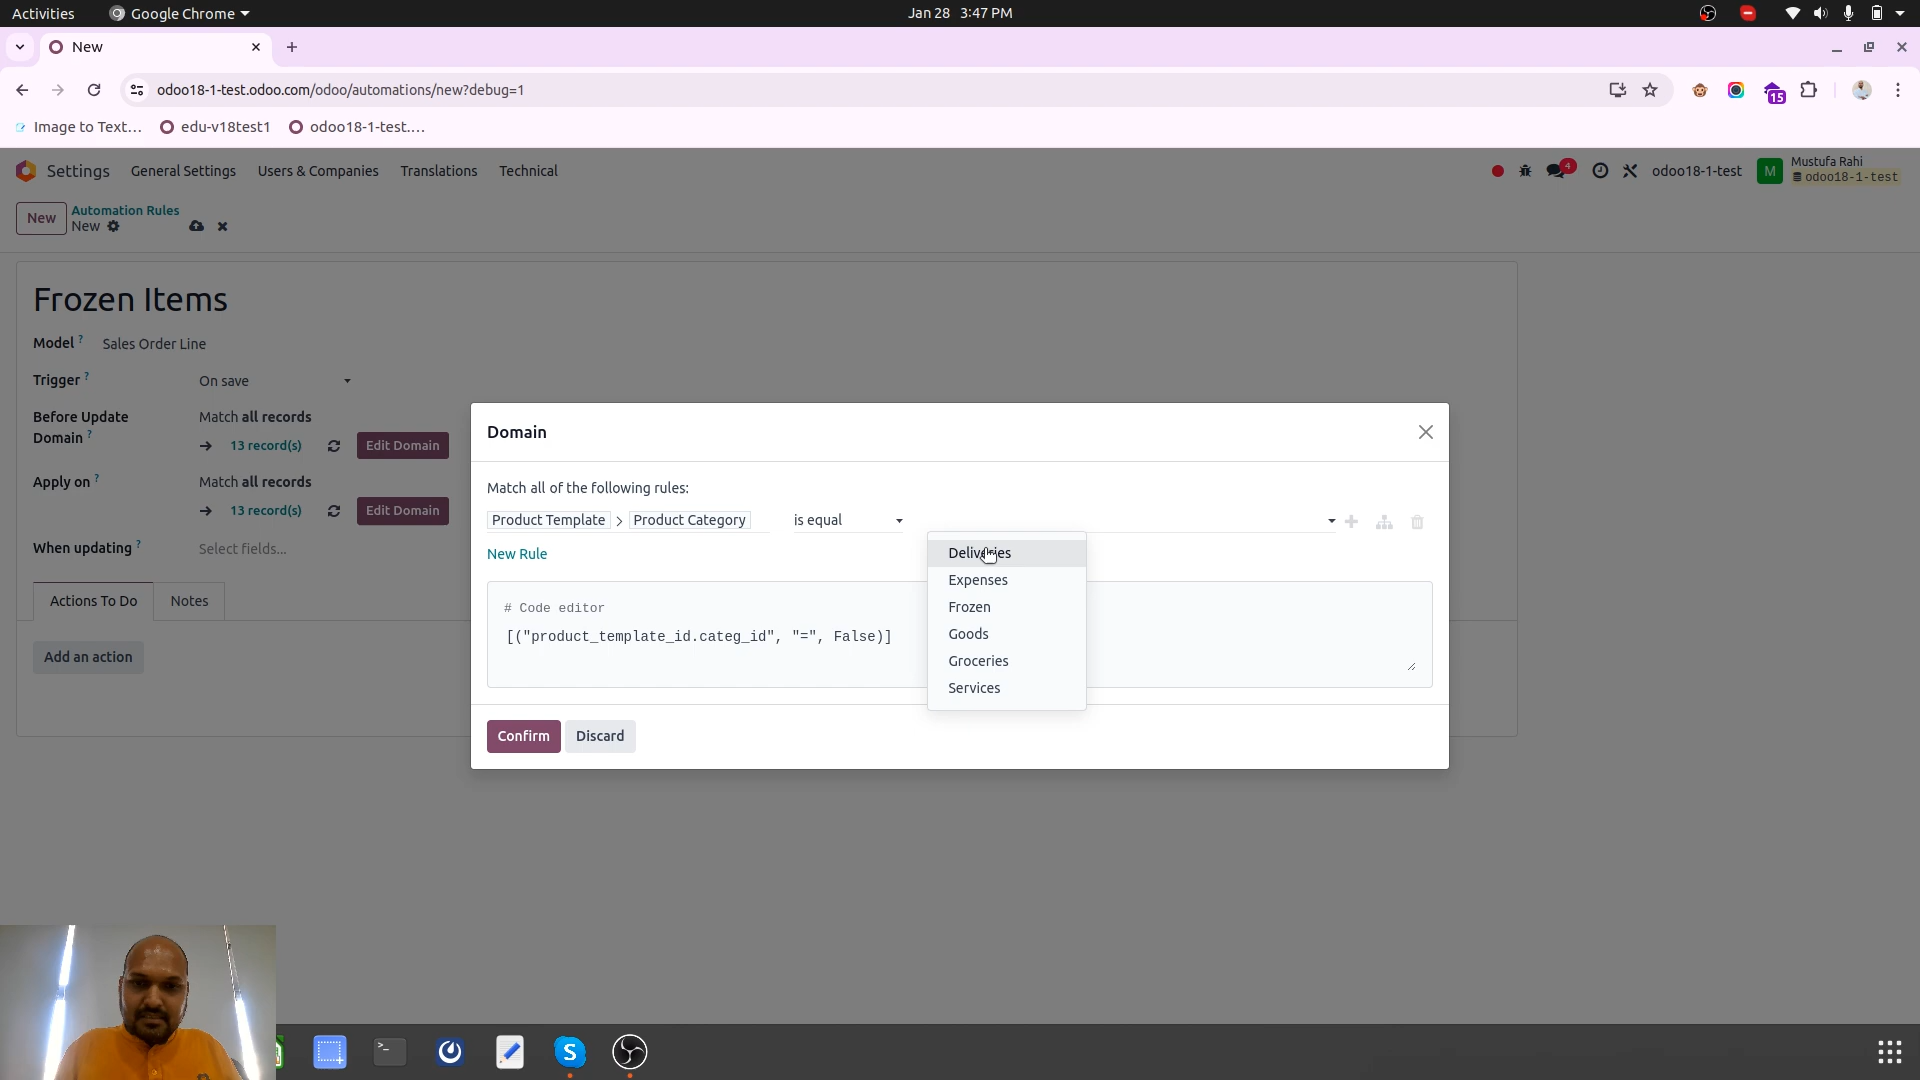 Activities
Google Chrome
Jan 28 3:47 PM
New
odoo18-1-test.odoo.com/odoo/automations/new?debug=1
15
Image to Text...
edu-v18test1
odoo18-1-test....
Settings
General Settings
Users & Companies
Translations
Technical
4
odoo18-1-test
M
Mustufa Rahi
odoo18-1-test
New
Automation Rules
New
Frozen Items
Model ?
Sales Order Line
Trigger ?
On save
Before Update Domain ?
Match all records
13 record(s)
Edit Domain
Apply on ?
Match all records
13 record(s)
Edit Domain
When updating ?
Select fields...
Actions To Do
Notes
Add an action
Domain
Match all of the following rules:
Product Template > Product Category
is equal
New Rule
Deliveries
Expenses
Frozen
Goods
Groceries
Services
# Code editor
[("product_template_id.categ_id", "=", False)]
Confirm
Discard